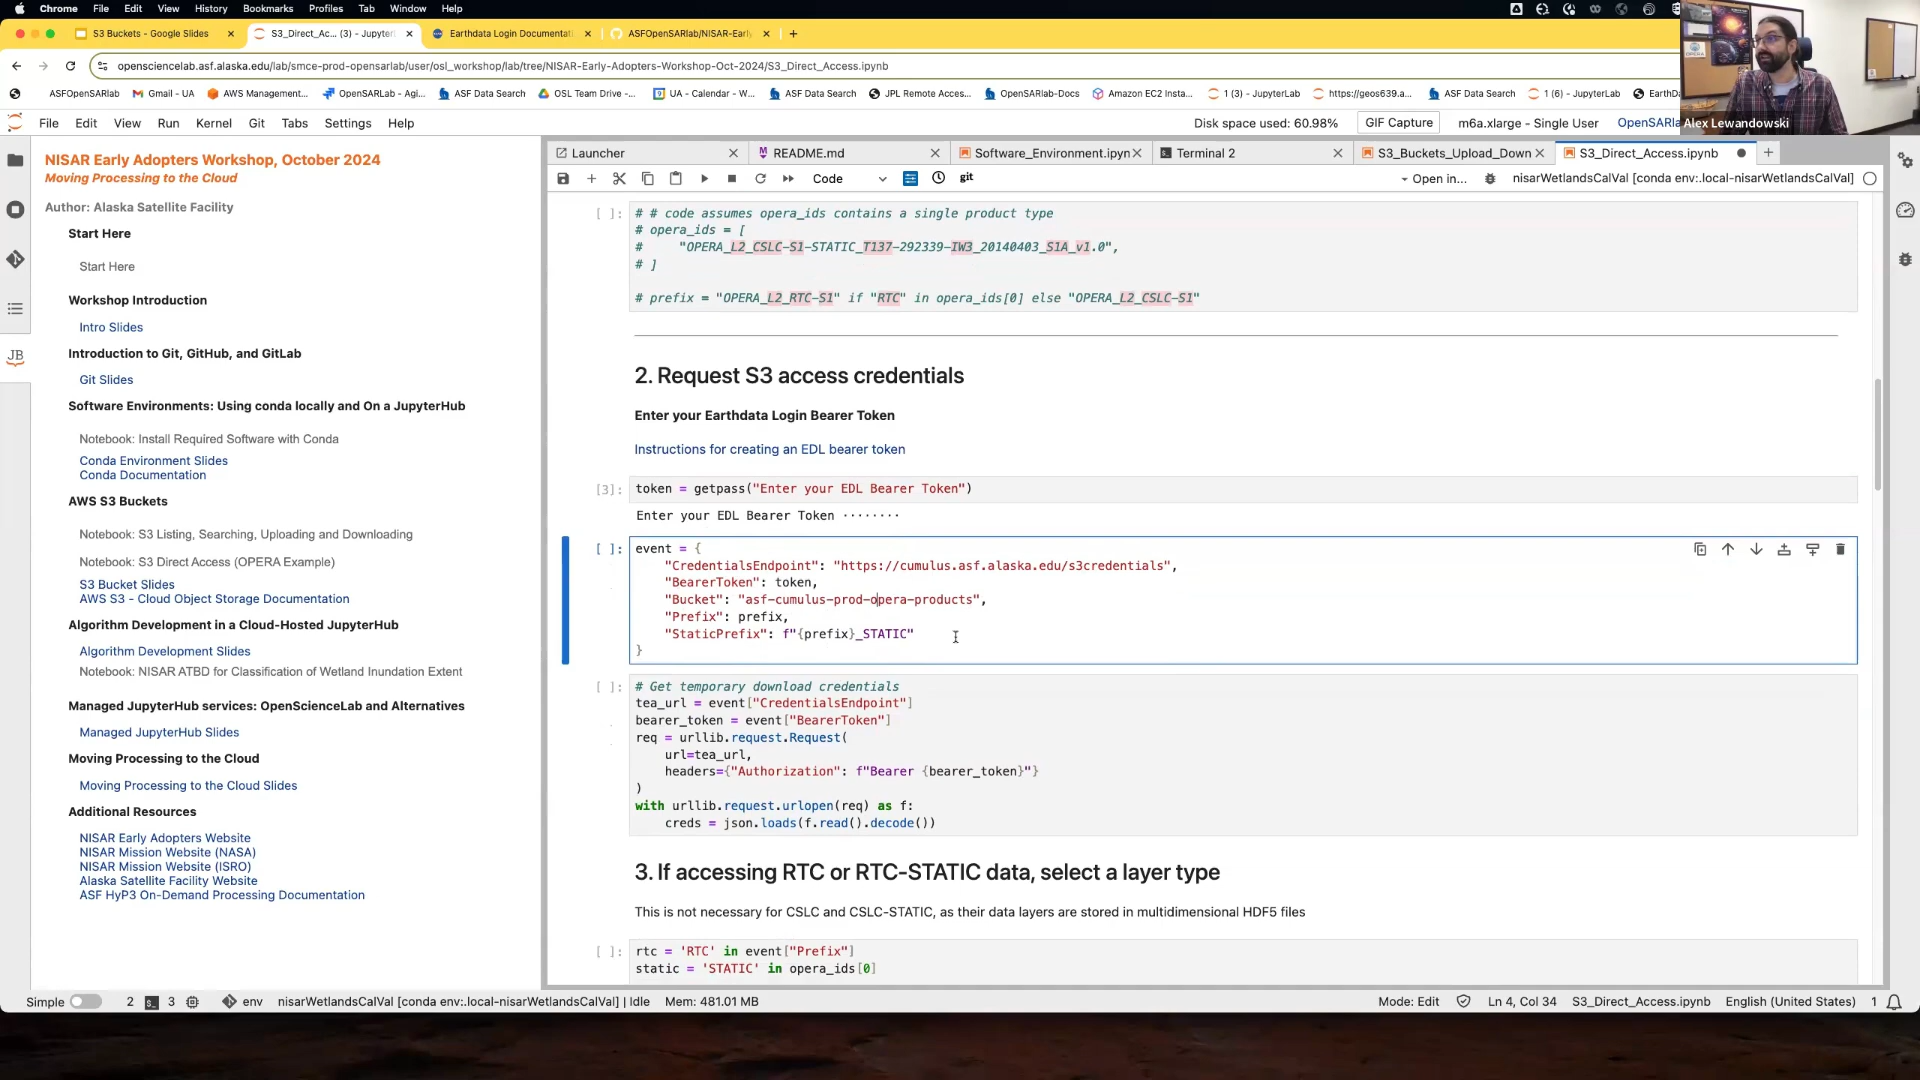 Chrome File Edit View History Bookmarks Profiles Tab Window Help
S3 Buckets - Google Slides
S3_Direct_Ac... (3) - Jupyter
Earthdata Login Documentati
ASFOpenSARlab/NISAR-Early
opensciencelab.asf.alaska.edu/lab/smce-prod-opensarlab/user/osl_workshop/lab/tree/NISAR-Early-Adopters-Workshop-Oct-2024/S3_Direct_Access.ipynb
ASFOpenSARlab Gmail - UA AWS Management... OpenSARLab - Agi... ASF Data Search OSL Team Drive -... UA - Calendar - W... ASF Data Search JPL Remote Acces... OpenSARlab-Docs Amazon EC2 Insta... 1 (3) - JupyterLab https://geos639.a... ASF Data Search 1 (6) - JupyterLab EarthDa
OPERA
Alex Lewandowski
File Edit View Run Kernel Git Tabs Settings Help
Disk space used: 60.98% GIF Capture m6a.xlarge - Single User OpenSARLa
NISAR Early Adopters Workshop, October 2024
Moving Processing to the Cloud
Author: Alaska Satellite Facility
Start Here
Start Here
Workshop Introduction
Intro Slides
Introduction to Git, GitHub, and GitLab
Git Slides
Software Environments: Using conda locally and On a JupyterHub
Notebook: Install Required Software with Conda
Conda Environment Slides
Conda Documentation
AWS S3 Buckets
Notebook: S3 Listing, Searching, Uploading and Downloading
Notebook: S3 Direct Access (OPERA Example)
S3 Bucket Slides
AWS S3 - Cloud Object Storage Documentation
Algorithm Development in a Cloud-Hosted JupyterHub
Algorithm Development Slides
Notebook: NISAR ATBD for Classification of Wetland Inundation Extent
Managed JupyterHub services: OpenScienceLab and Alternatives
Managed JupyterHub Slides
Moving Processing to the Cloud
Moving Processing to the Cloud Slides
Additional Resources
NISAR Early Adopters Website
NISAR Mission Website (NASA)
NISAR Mission Website (ISRO)
Alaska Satellite Facility Website
ASF HyP3 On-Demand Processing Documentation
JB
Launcher README.md Software_Environment.ipyn Terminal 2 S3_Buckets_Upload_Down S3_Direct_Access.ipynb
Code git Open in... nisarWetlandsCalVal [conda env:.local-nisarWetlandsCalVal]
[ ]: # # code assumes opera_ids contains a single product type
# opera_ids = [
#     "OPERA_L2_CSLC-S1-STATIC_T137-292339-IW3_20140403_S1A_v1.0",
# ]
# prefix = "OPERA_L2_RTC-S1" if "RTC" in opera_ids[0] else "OPERA_L2_CSLC-S1"
2. Request S3 access credentials
Enter your Earthdata Login Bearer Token
Instructions for creating an EDL bearer token
[3]: token = getpass("Enter your EDL Bearer Token")
Enter your EDL Bearer Token ········
[ ]: event = {
"CredentialsEndpoint": "https://cumulus.asf.alaska.edu/s3credentials",
"BearerToken": token,
"Bucket": "asf-cumulus-prod-opera-products",
"Prefix": prefix,
"StaticPrefix": f"{prefix}_STATIC"
}
[ ]: # Get temporary download credentials
tea_url = event["CredentialsEndpoint"]
bearer_token = event["BearerToken"]
req = urllib.request.Request(
url=tea_url,
headers={"Authorization": f"Bearer {bearer_token}"}
)
with urllib.request.urlopen(req) as f:
creds = json.loads(f.read().decode())
3. If accessing RTC or RTC-STATIC data, select a layer type
This is not necessary for CSLC and CSLC-STATIC, as their data layers are stored in multidimensional HDF5 files
[ ]: rtc = 'RTC' in event["Prefix"]
static = 'STATIC' in opera_ids[0]
Simple 2 3 env nisarWetlandsCalVal [conda env:.local-nisarWetlandsCalVal] | Idle Mem: 481.01 MB Mode: Edit Ln 4, Col 34 S3_Direct_Access.ipynb English (United States) 1